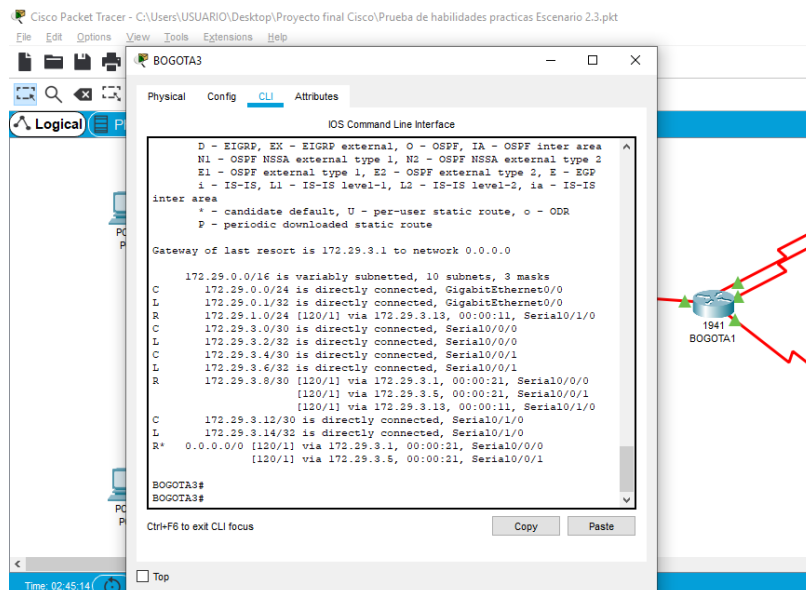 Cisco Packet Tracer - C:\Users\USUARIO\Desktop\Proyecto final Cisco\Prueba de habilidades practicas Escenario 2.3.pkt
File Edit Options View Tools Extensions Help
BOGOTA3
Physical Config CLI Attributes
Logical
IOS Command Line Interface
D - EIGRP, EX - EIGRP external, O - OSPF, IA - OSPF inter area
N1 - OSPF NSSA external type 1, N2 - OSPF NSSA external type 2
E1 - OSPF external type 1, E2 - OSPF external type 2, E - EGP
i - IS-IS, L1 - IS-IS level-1, L2 - IS-IS level-2, ia - IS-IS
inter area
* - candidate default, U - per-user static route, o - ODR
P - periodic downloaded static route
Gateway of last resort is 172.29.3.1 to network 0.0.0.0
172.29.0.0/16 is variably subnetted, 10 subnets, 3 masks
C 172.29.0.0/24 is directly connected, GigabitEthernet0/0
L 172.29.0.1/32 is directly connected, GigabitEthernet0/0
R 172.29.1.0/24 [120/1] via 172.29.3.13, 00:00:11, Serial0/1/0
C 172.29.3.0/30 is directly connected, Serial0/0/0
L 172.29.3.2/32 is directly connected, Serial0/0/0
C 172.29.3.4/30 is directly connected, Serial0/0/1
L 172.29.3.6/32 is directly connected, Serial0/0/1
R 172.29.3.8/30 [120/1] via 172.29.3.1, 00:00:21, Serial0/0/0
[120/1] via 172.29.3.5, 00:00:21, Serial0/0/1
[120/1] via 172.29.3.13, 00:00:11, Serial0/1/0
C 172.29.3.12/30 is directly connected, Serial0/1/0
L 172.29.3.14/32 is directly connected, Serial0/1/0
R* 0.0.0.0/0 [120/1] via 172.29.3.1, 00:00:21, Serial0/0/0
[120/1] via 172.29.3.5, 00:00:21, Serial0/0/1
BOGOTA3#
BOGOTA3#
Ctrl+F6 to exit CLI focus
Copy Paste
Top
1941
BOGOTA1
Time: 02:45:14